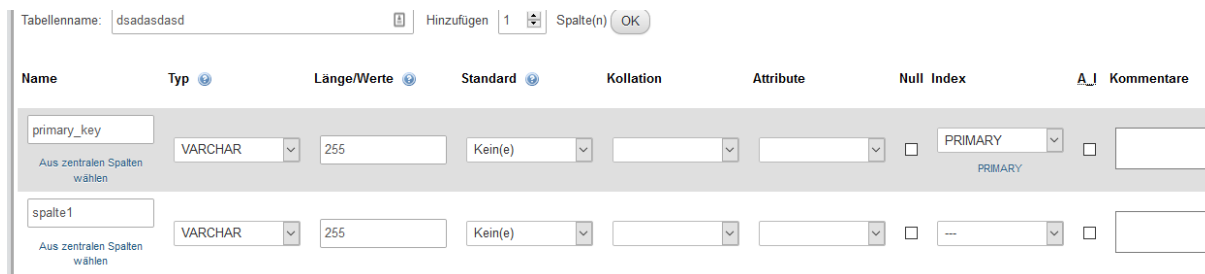 Tabellenname: dsadasdasd Hinzufügen 1 Spalte(n) OK
Name Typ Länge/Werte Standard Kollation Attribute Null Index A_I Kommentare
primary_key VARCHAR 255 Kein(e) PRIMARY
Aus zentralen Spalten
wählen
PRIMARY
spalte1 VARCHAR 255 Kein(e) ---
Aus zentralen Spalten
wählen